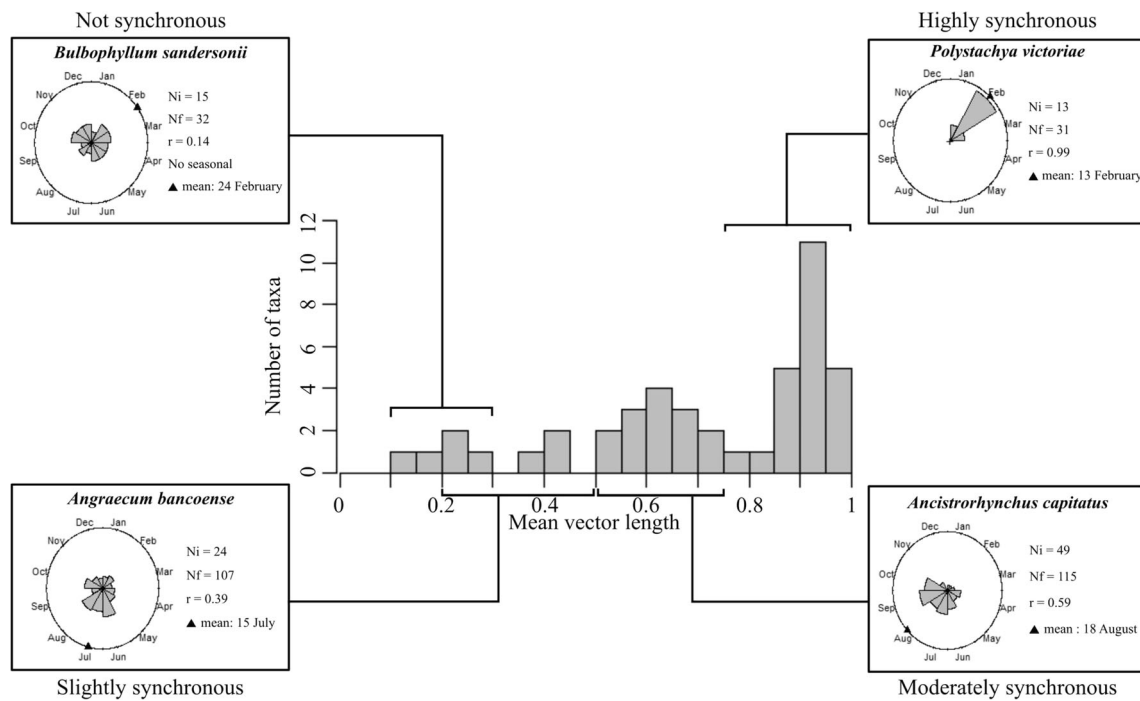 Not synchronous
Bulbophyllum sandersonii
Dec Jan
Nov Feb
Oct Mar
Sep Apr
Aug May
Jul Jun
Ni = 15
Nf = 32
r = 0.14
No seasonal
▲ mean: 24 February
Highly synchronous
Polystachya victoriae
Dec Jan
Nov Feb
Oct Mar
Sep Apr
Aug May
Jul Jun
Ni = 13
Nf = 31
r = 0.99
▲ mean: 13 February
Number of taxa
12
10
8
6
4
2
0
0 0.2 0.4 0.6 0.8 1
Mean vector length
Angraecum bancoense
Dec Jan
Nov Feb
Oct Mar
Sep Apr
Aug May
Jul Jun
Ni = 24
Nf = 107
r = 0.39
▲ mean: 15 July
Slightly synchronous
Ancistrorhynchus capitatus
Dec Jan
Nov Feb
Oct Mar
Sep Apr
Aug May
Jul Jun
Ni = 49
Nf = 115
r = 0.59
▲ mean : 18 August
Moderately synchronous